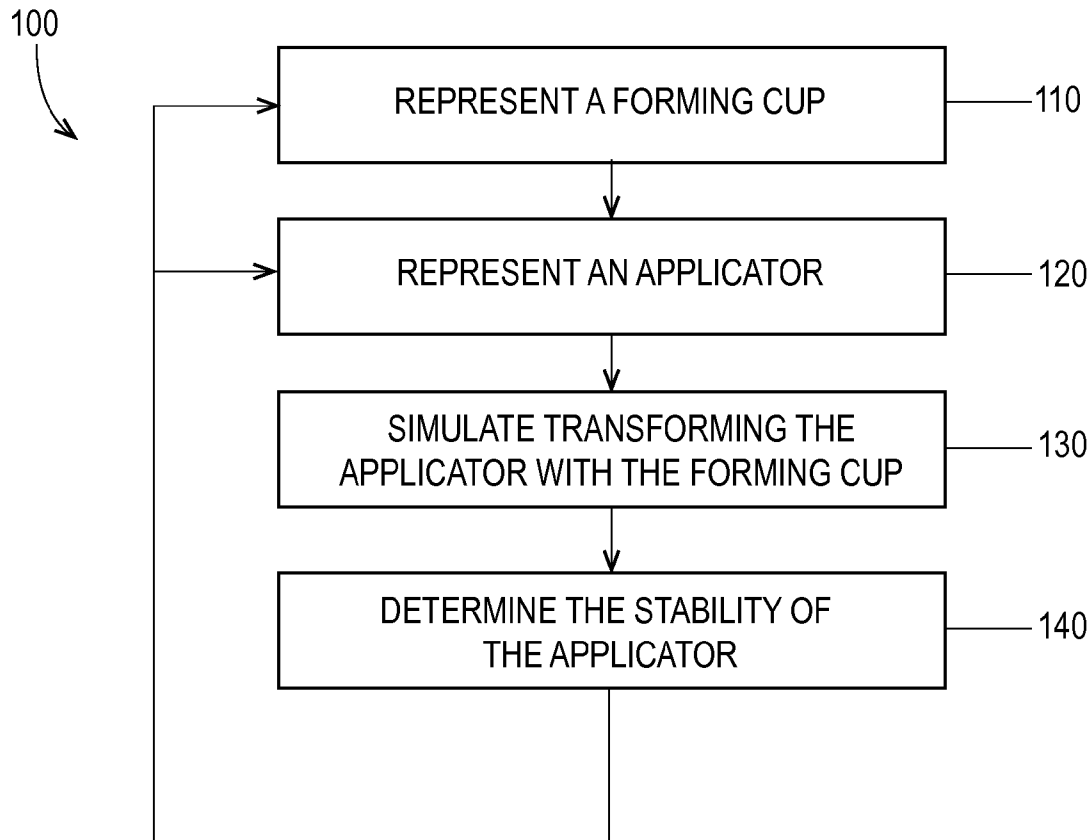 100
REPRESENT A FORMING CUP
110
REPRESENT AN APPLICATOR
120
SIMULATE TRANSFORMING THE
APPLICATOR WITH THE FORMING CUP
130
DETERMINE THE STABILITY OF
THE APPLICATOR
140